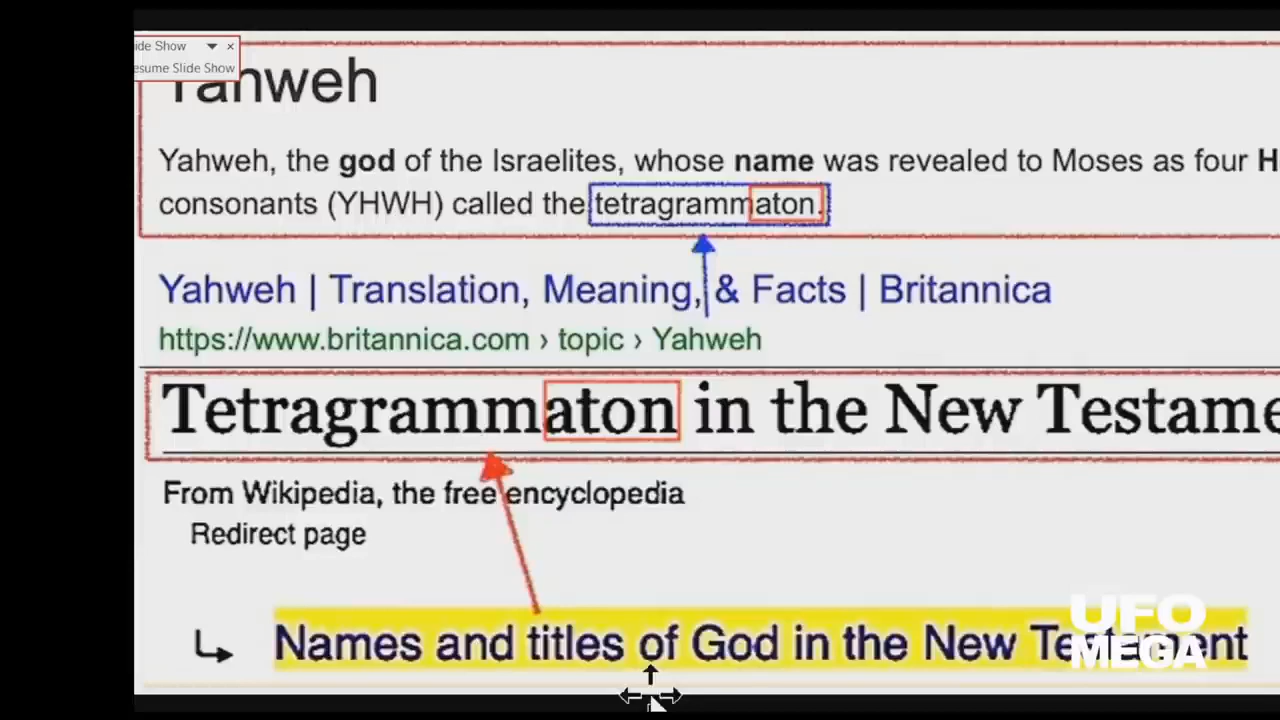 ide Show
esume Slide Show
Yahweh
Yahweh, the god of the Israelites, whose name was revealed to Moses as four H
consonants (YHWH) called the tetragrammaton.
Yahweh | Translation, Meaning, & Facts | Britannica
https://www.britannica.com › topic › Yahweh
Tetragrammaton in the New Testame
From Wikipedia, the free encyclopedia
Redirect page
Names and titles of God in the New Testament
UFO
MEGA